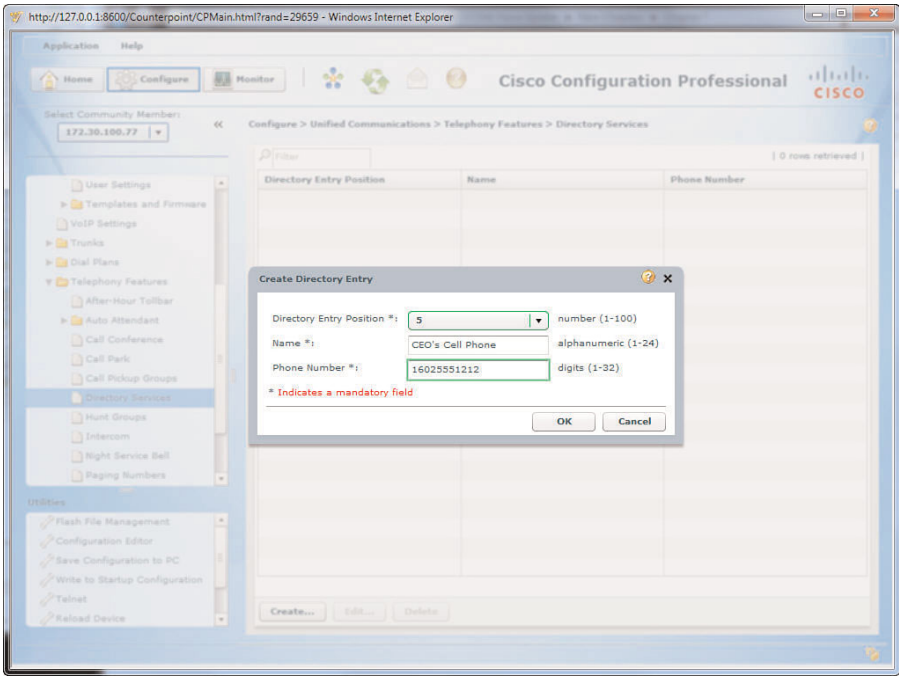 http://127.0.0.1:8600/Counterpoint/CPMain.html?rand=29659 - Windows Internet Explorer
Application Help
Home Configure Monitor Cisco Configuration Professional CISCO
Select Community Member:
172.30.100.77
Configure > Unified Communications > Telephony Features > Directory Services
Filter | 0 rows retrieved |
Directory Entry Position Name Phone Number
User Settings
Templates and Firmware
VoIP Settings
Trunks
Dial Plans
Telephony Features
After-Hour Tollbar
Auto Attendant
Call Conference
Call Park
Call Pickup Groups
Directory Services
Hunt Groups
Intercom
Night Service Bell
Paging Numbers
Create Directory Entry
Directory Entry Position *: 5 number (1-100)
Name *: CEO's Cell Phone alphanumeric (1-24)
Phone Number *: 16025551212 digits (1-32)
* Indicates a mandatory field
OK Cancel
Utilities
Flash File Management
Configuration Editor
Save Configuration to PC
Write to Startup Configuration
Telnet
Reload Device
Create... Edit... Delete